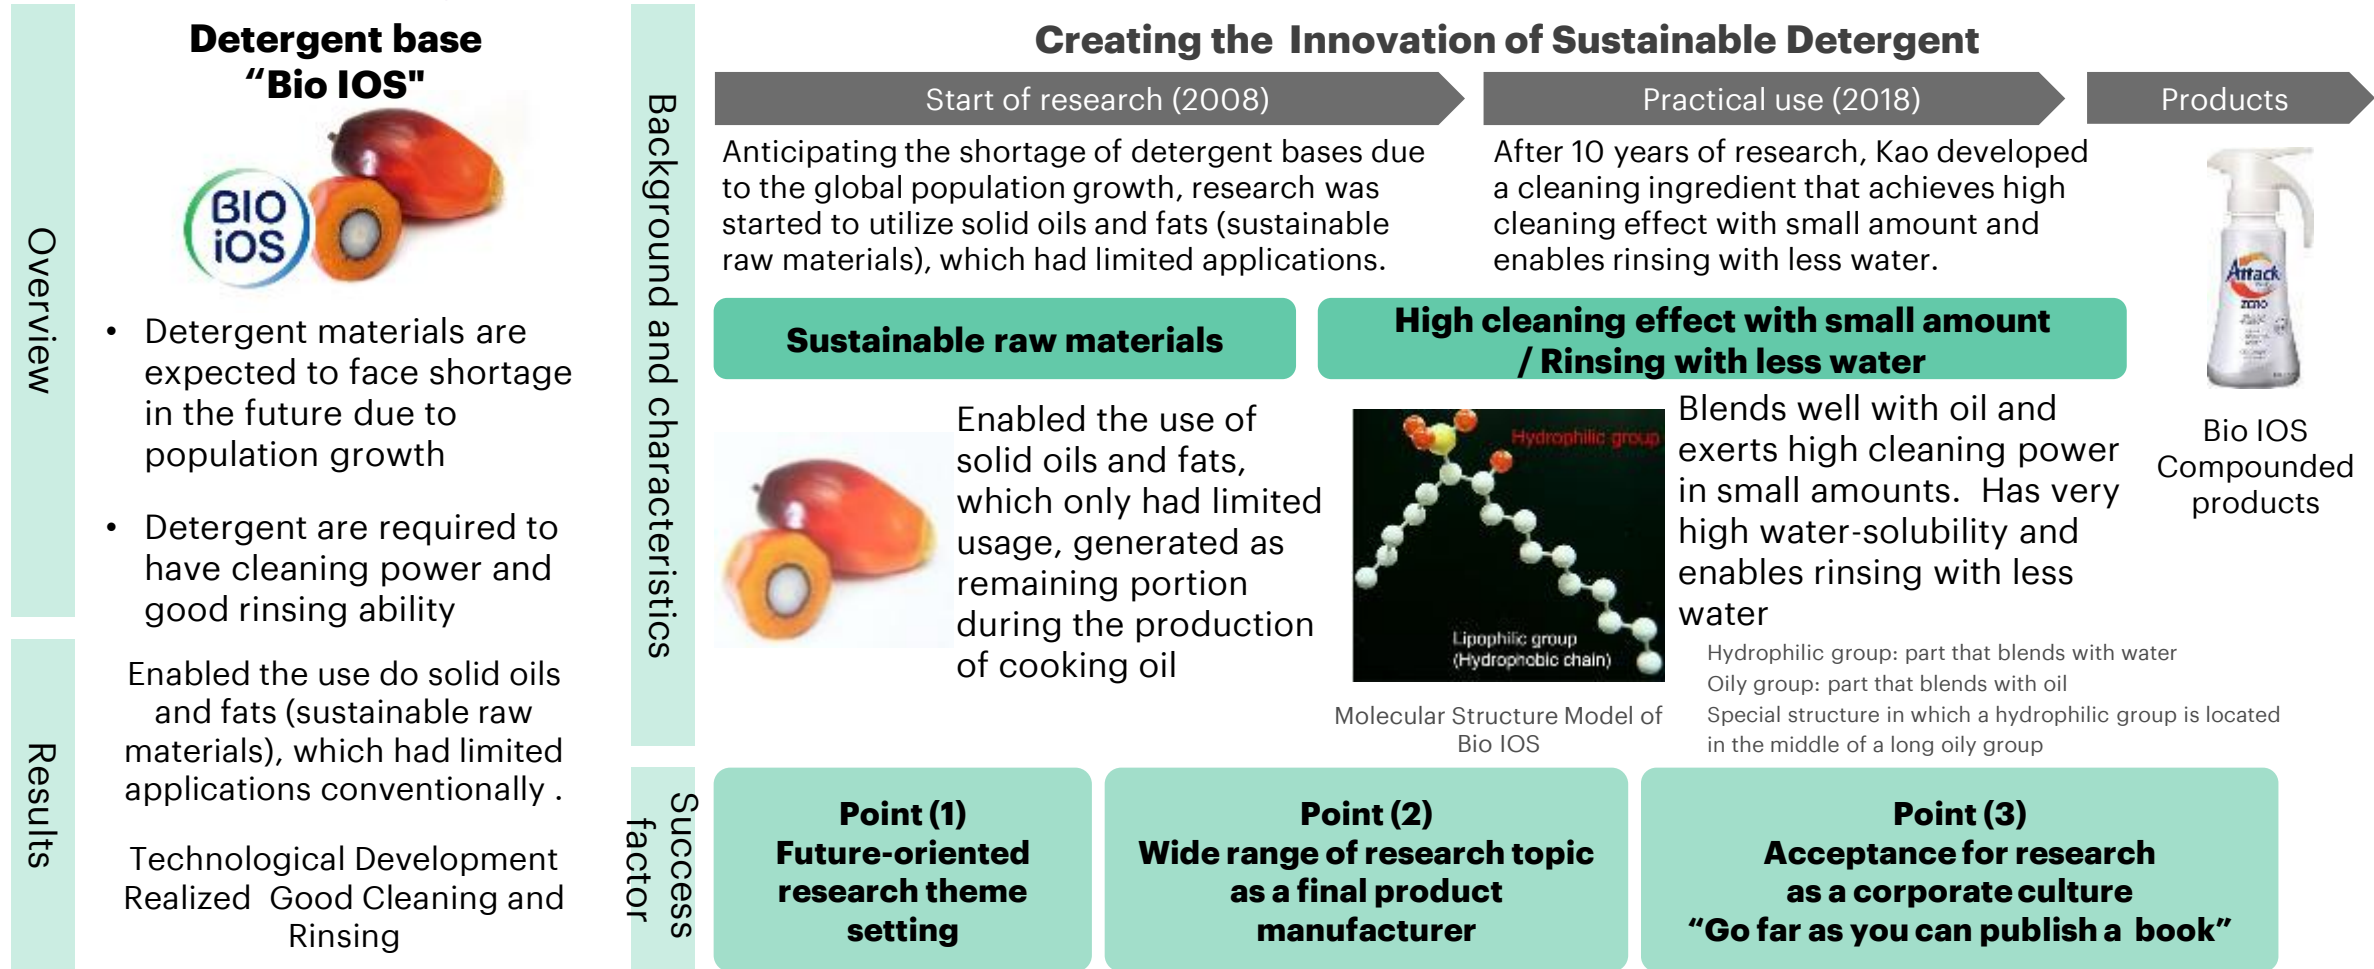 Overview
Detergent base
“Bio IOS"
BIO
iOS
• Detergent materials are
expected to face shortage
in the future due to
population growth
• Detergent are required to
have cleaning power and
good rinsing ability
Results
Enabled the use do solid oils
and fats (sustainable raw
materials), which had limited
applications conventionally .
Technological Development
Realized Good Cleaning and
Rinsing
Background and characteristics
Creating the Innovation of Sustainable Detergent
Start of research (2008)
Anticipating the shortage of detergent bases due
to the global population growth, research was
started to utilize solid oils and fats (sustainable
raw materials), which had limited applications.
Practical use (2018)
After 10 years of research, Kao developed
a cleaning ingredient that achieves high
cleaning effect with small amount and
enables rinsing with less water.
Products
Attack
ZERO
Bio IOS
Compounded
products
Sustainable raw materials
Enabled the use of
solid oils and fats,
which only had limited
usage, generated as
remaining portion
during the production
of cooking oil
High cleaning effect with small amount
/ Rinsing with less water
Hydrophilic group
Lipophilic group
(Hydrophobic chain)
Molecular Structure Model of
Bio IOS
Blends well with oil and
exerts high cleaning power
in small amounts. Has very
high water-solubility and
enables rinsing with less
water
Hydrophilic group: part that blends with water
Oily group: part that blends with oil
Special structure in which a hydrophilic group is located
in the middle of a long oily group
Success
factor
Point (1)
Future-oriented
research theme
setting
Point (2)
Wide range of research topic
as a final product
manufacturer
Point (3)
Acceptance for research
as a corporate culture
“Go far as you can publish a book”